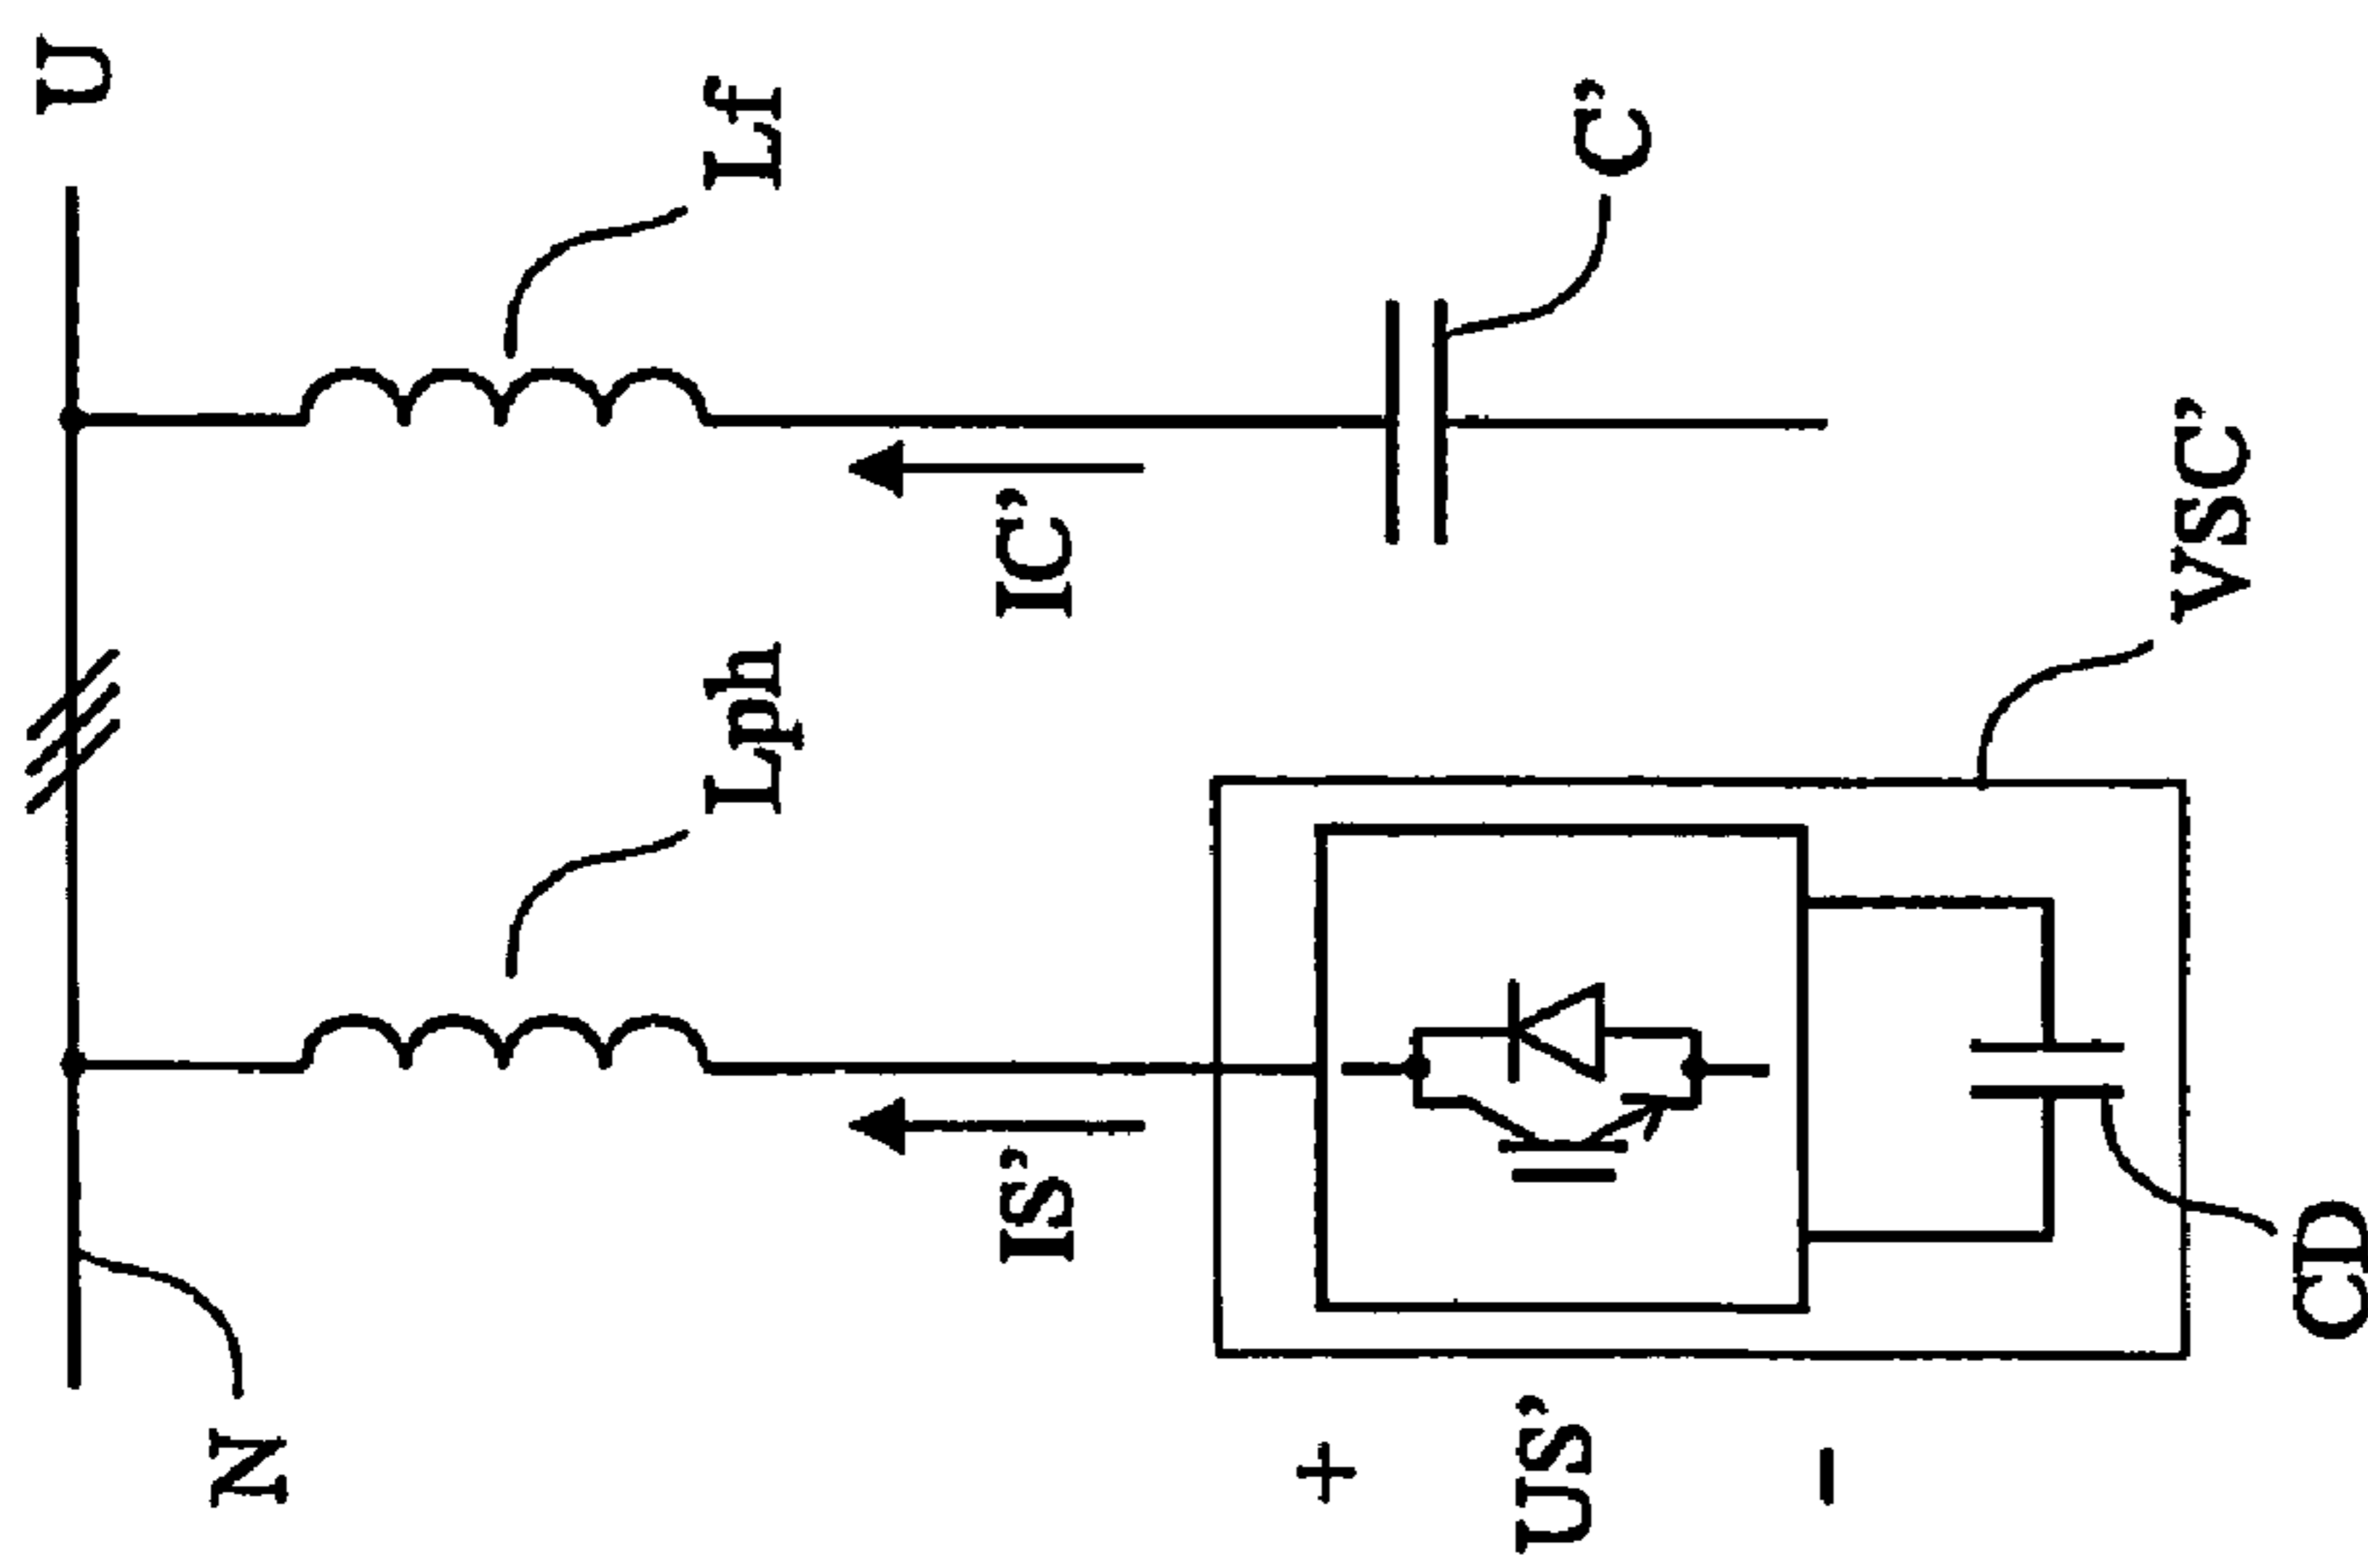 U
Lf
C’
IC’
VSC’
Lph
IS’
CD
N
+
US’
−